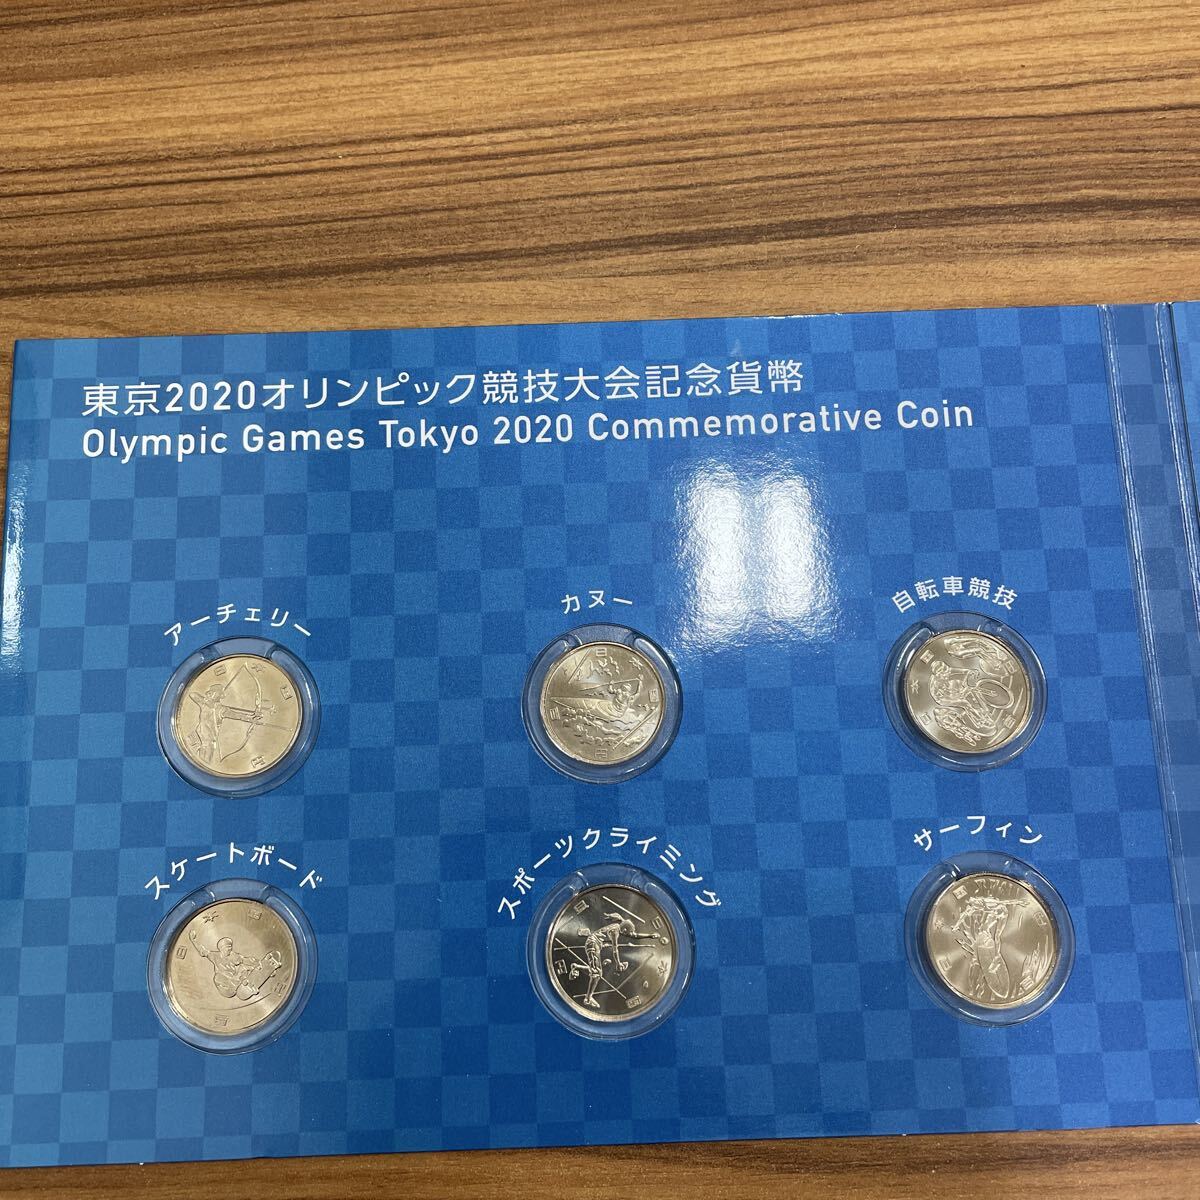 東京2020オリンピック競技大会記念貨幣
Olympic Games Tokyo 2020 Commemorative Coin
アーチェリー
カヌー
自転車競技
スケートボード
スポーツクライミング
サーフィン